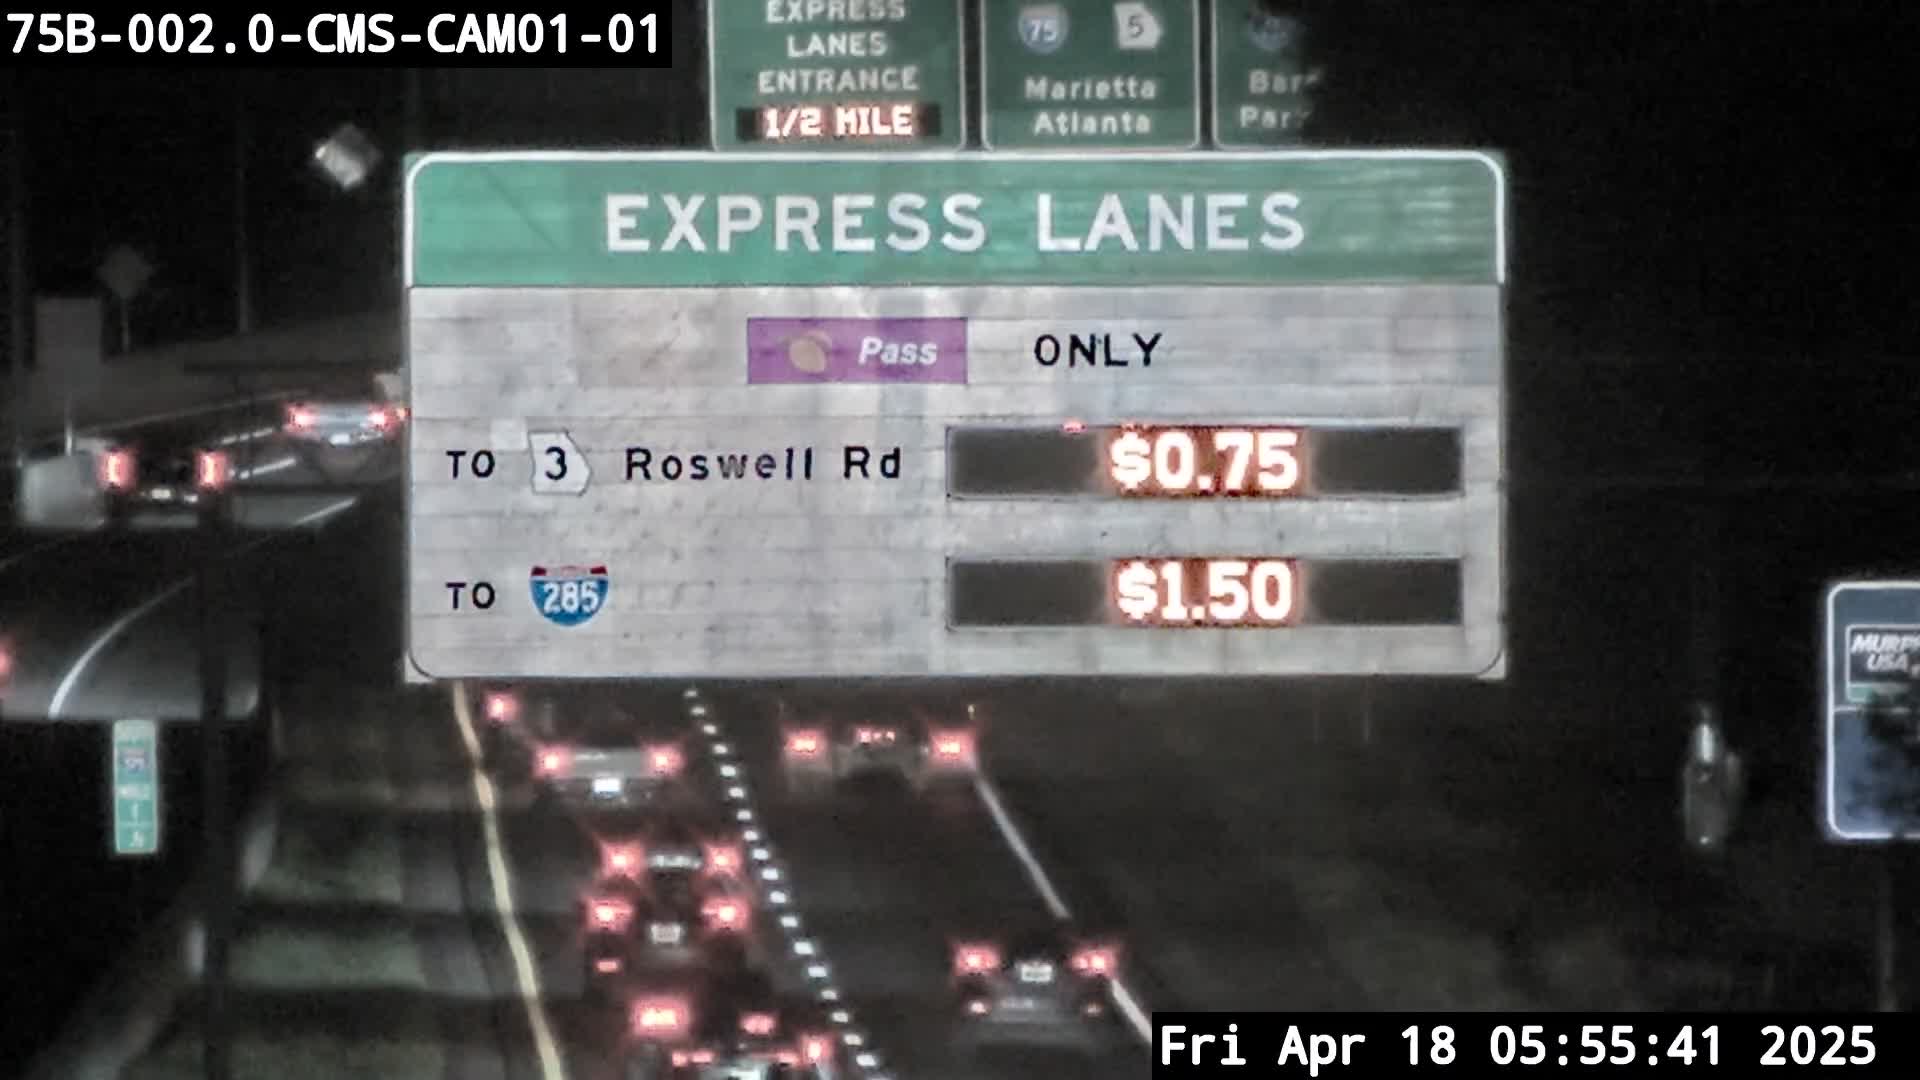 75B-002.0-CMS-CAM01-01
EXPRESS
LANES
ENTRANCE
1/2 MILE
75 5
Marietta
Atlanta
EXPRESS LANES
Pass ONLY
TO 3 Roswell Rd $0.75
TO 285 $1.50
USA
Fri Apr 18 05:55:41 2025